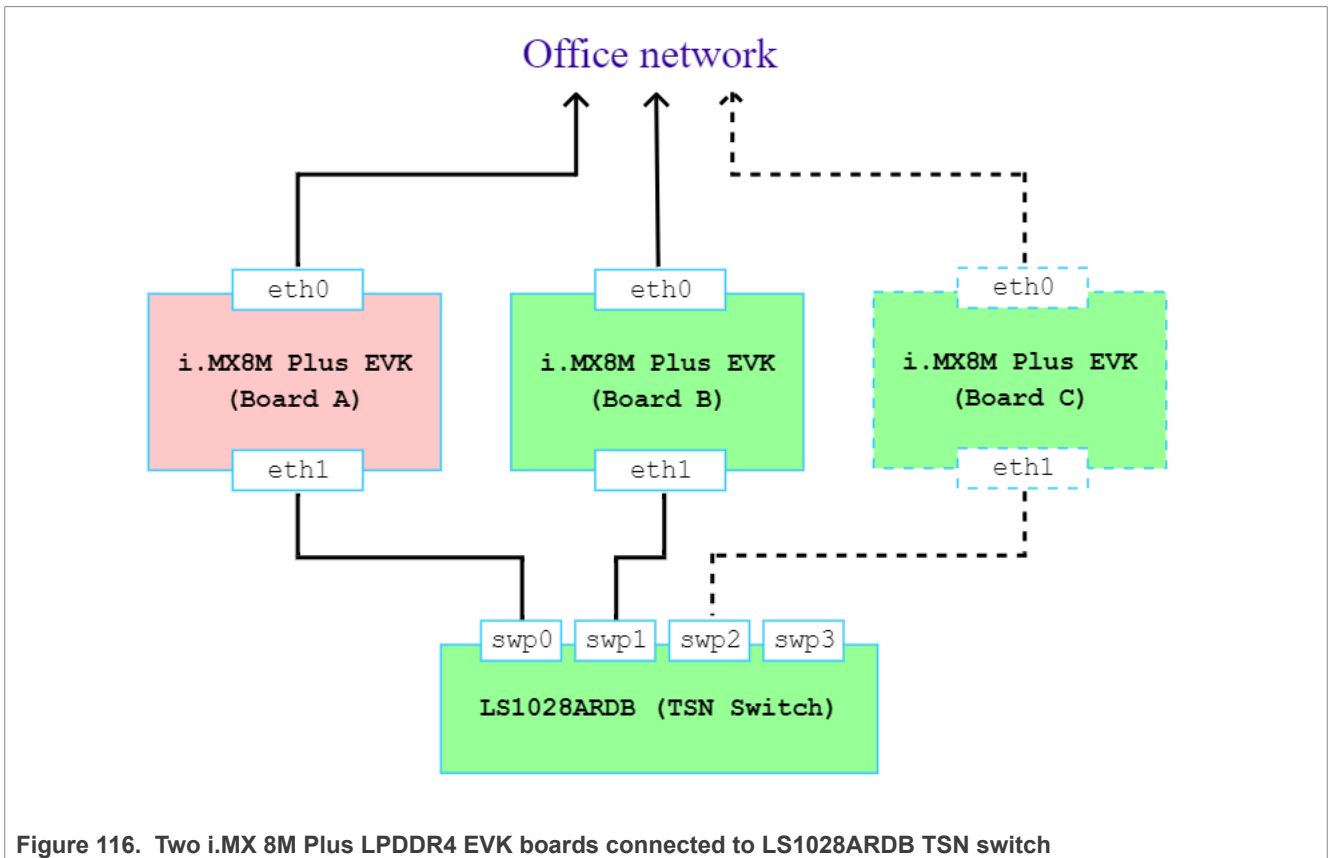 Office network
eth0
eth0
eth0
i.MX8M Plus EVK
(Board A)
i.MX8M Plus EVK
(Board B)
i.MX8M Plus EVK
(Board C)
eth1
eth1
eth1
swp0
swp1
swp2
swp3
LS1028ARDB (TSN Switch)
Figure 116. Two i.MX 8M Plus LPDDR4 EVK boards connected to LS1028ARDB TSN switch